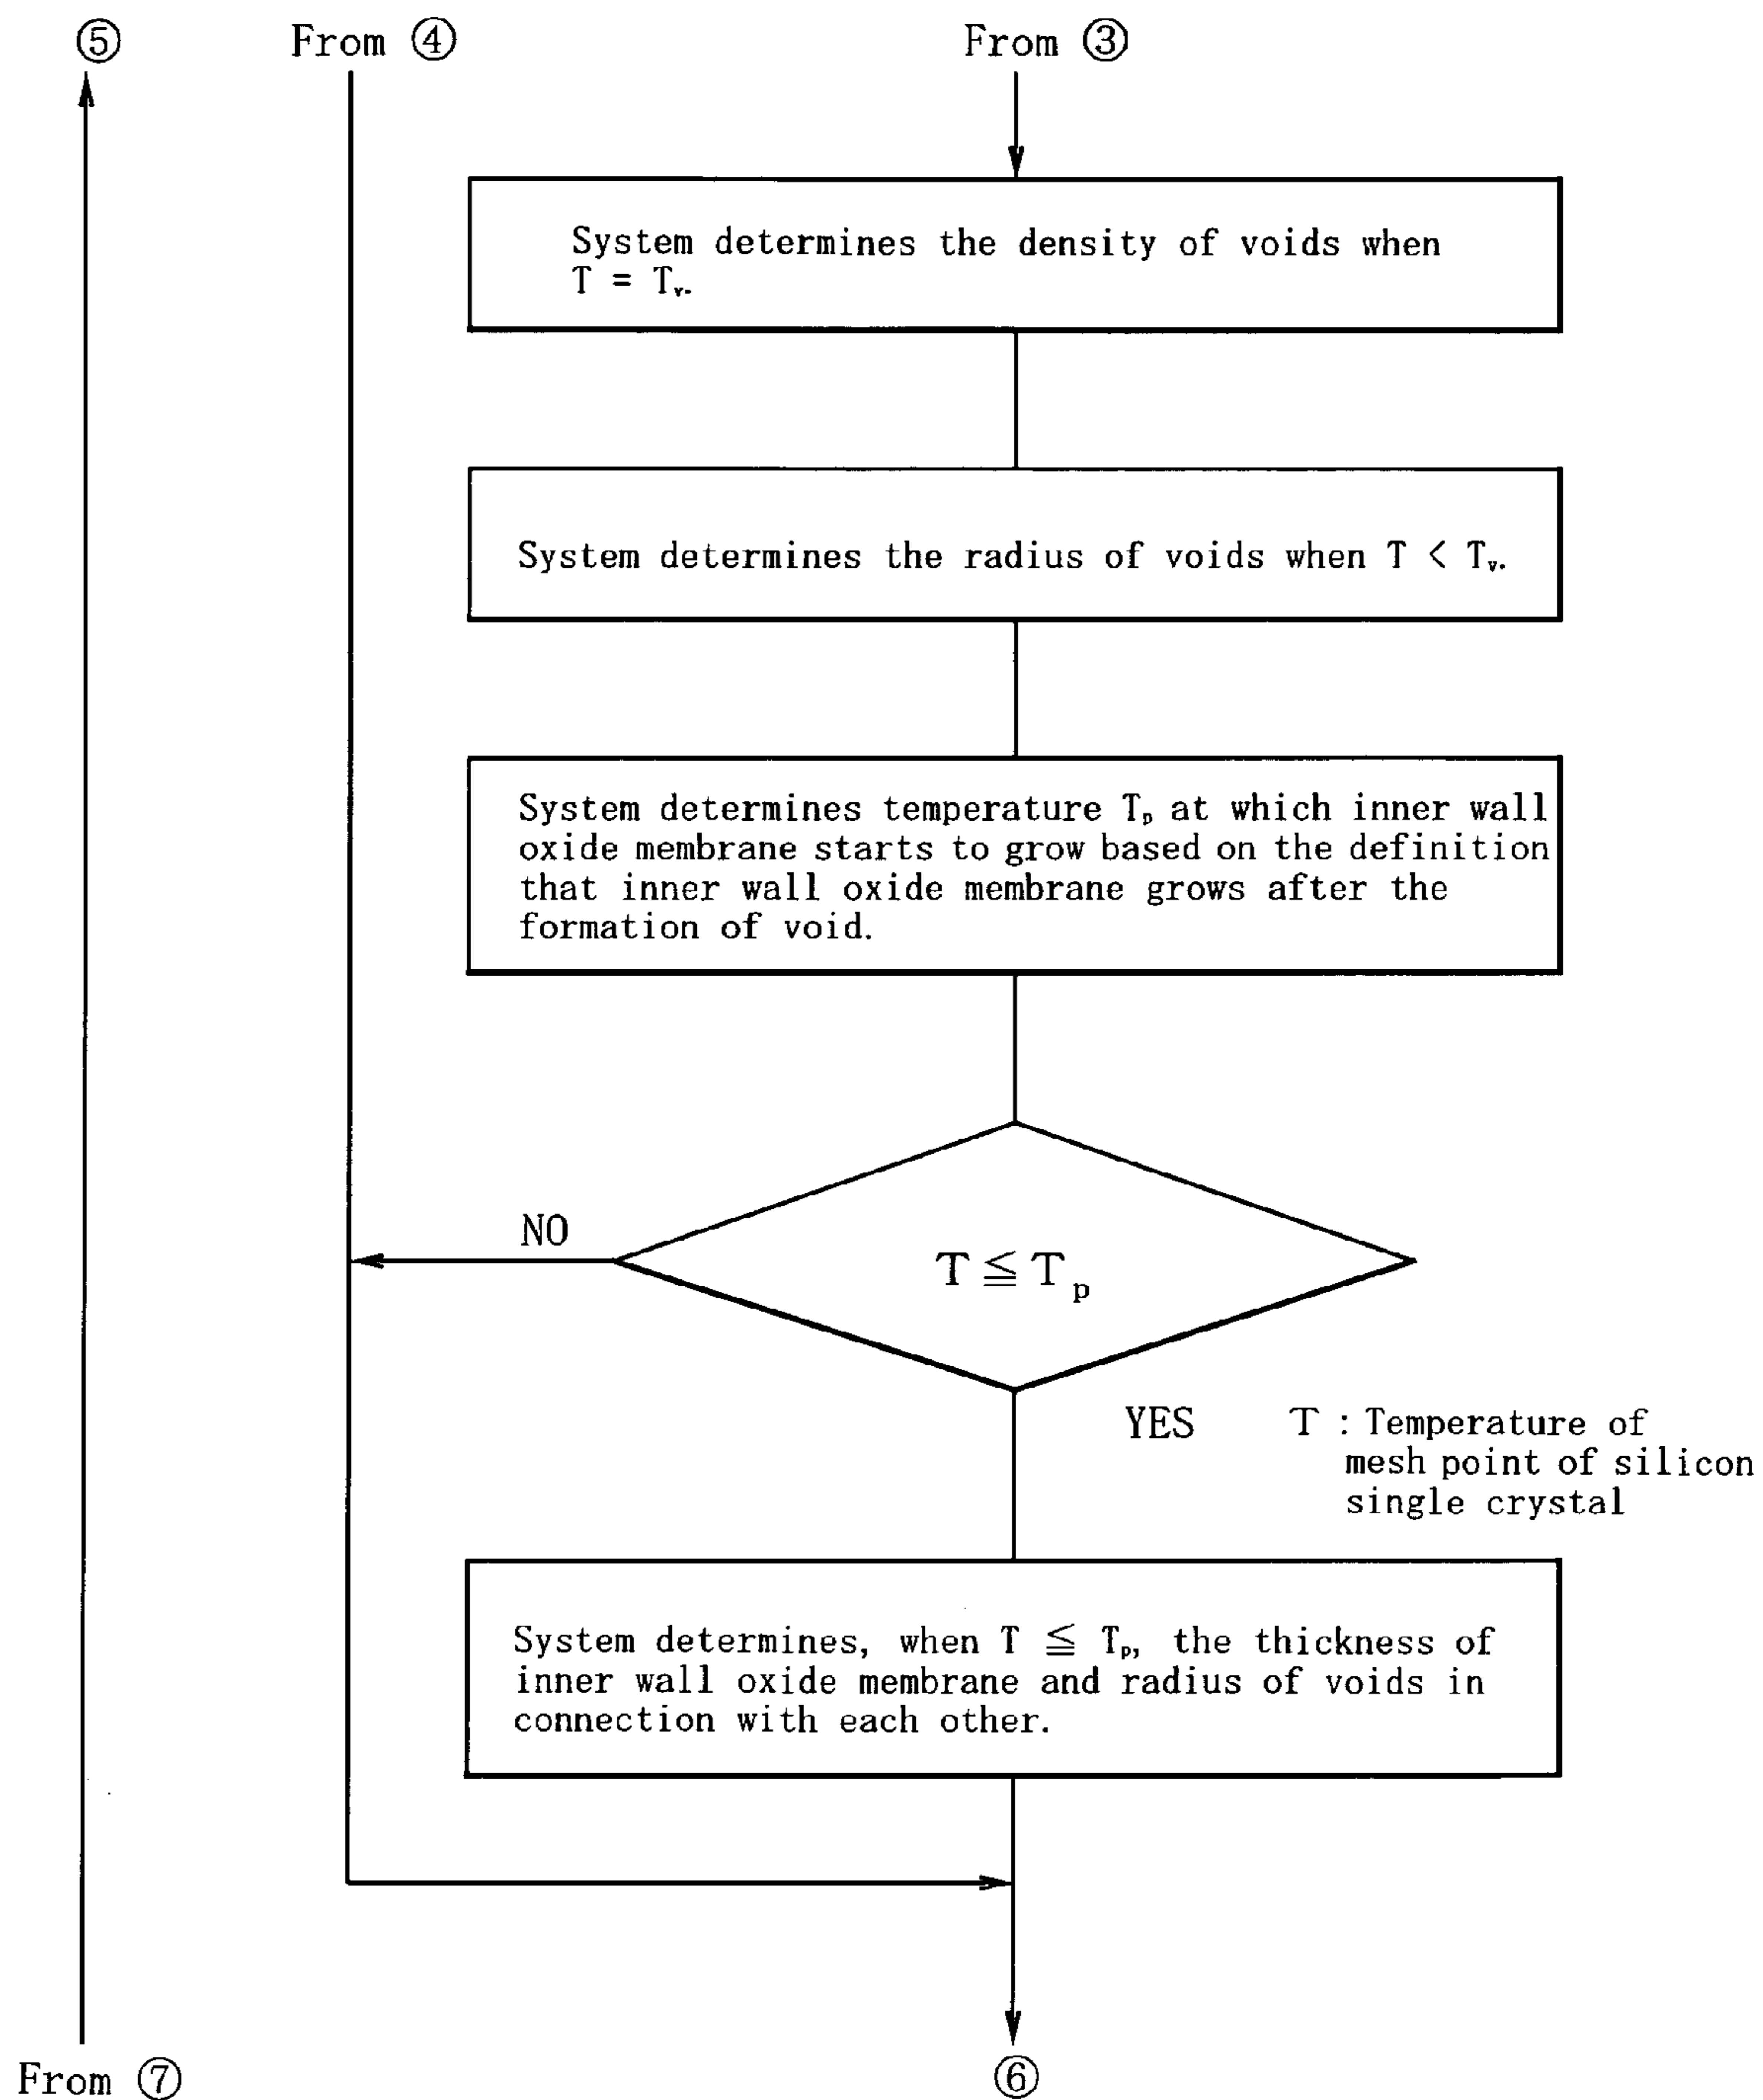 ⑤
From ④
From ③
System determines the density of voids when
T = Tᵥ.
System determines the radius of voids when T < Tᵥ.
System determines temperature Tₚ at which inner wall
oxide membrane starts to grow based on the definition
that inner wall oxide membrane grows after the
formation of void.
NO
T ≦ Tₚ
YES
T : Temperature of
mesh point of silicon
single crystal
System determines, when T ≦ Tₚ, the thickness of
inner wall oxide membrane and radius of voids in
connection with each other.
From ⑦
⑥